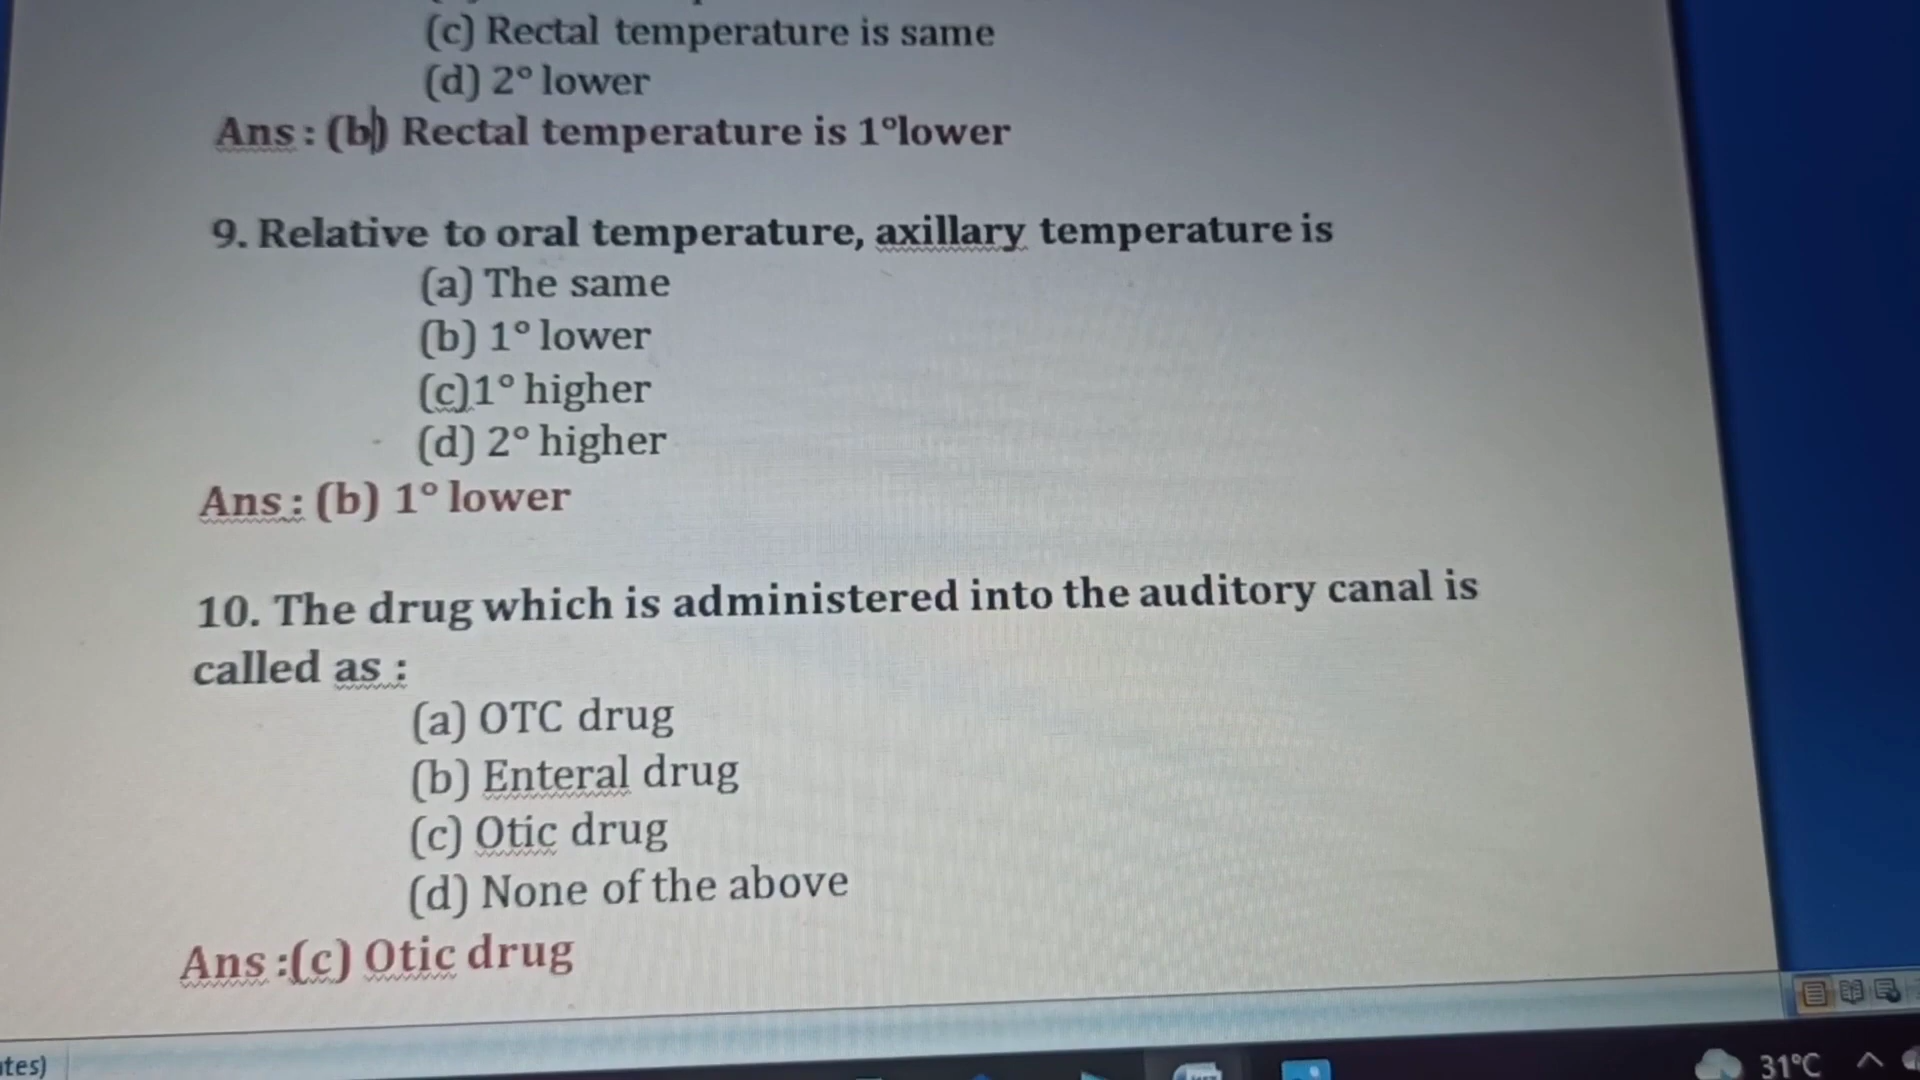 (c) Rectal temperature is same
(d) 2° lower
Ans : (b) Rectal temperature is 1°lower
9. Relative to oral temperature, axillary temperature is
(a) The same
(b) 1° lower
(c)1° higher
(d) 2° higher
Ans : (b) 1° lower
10. The drug which is administered into the auditory canal is
called as :
(a) OTC drug
(b) Enteral drug
(c) Otic drug
(d) None of the above
Ans :(c) Otic drug
31°C